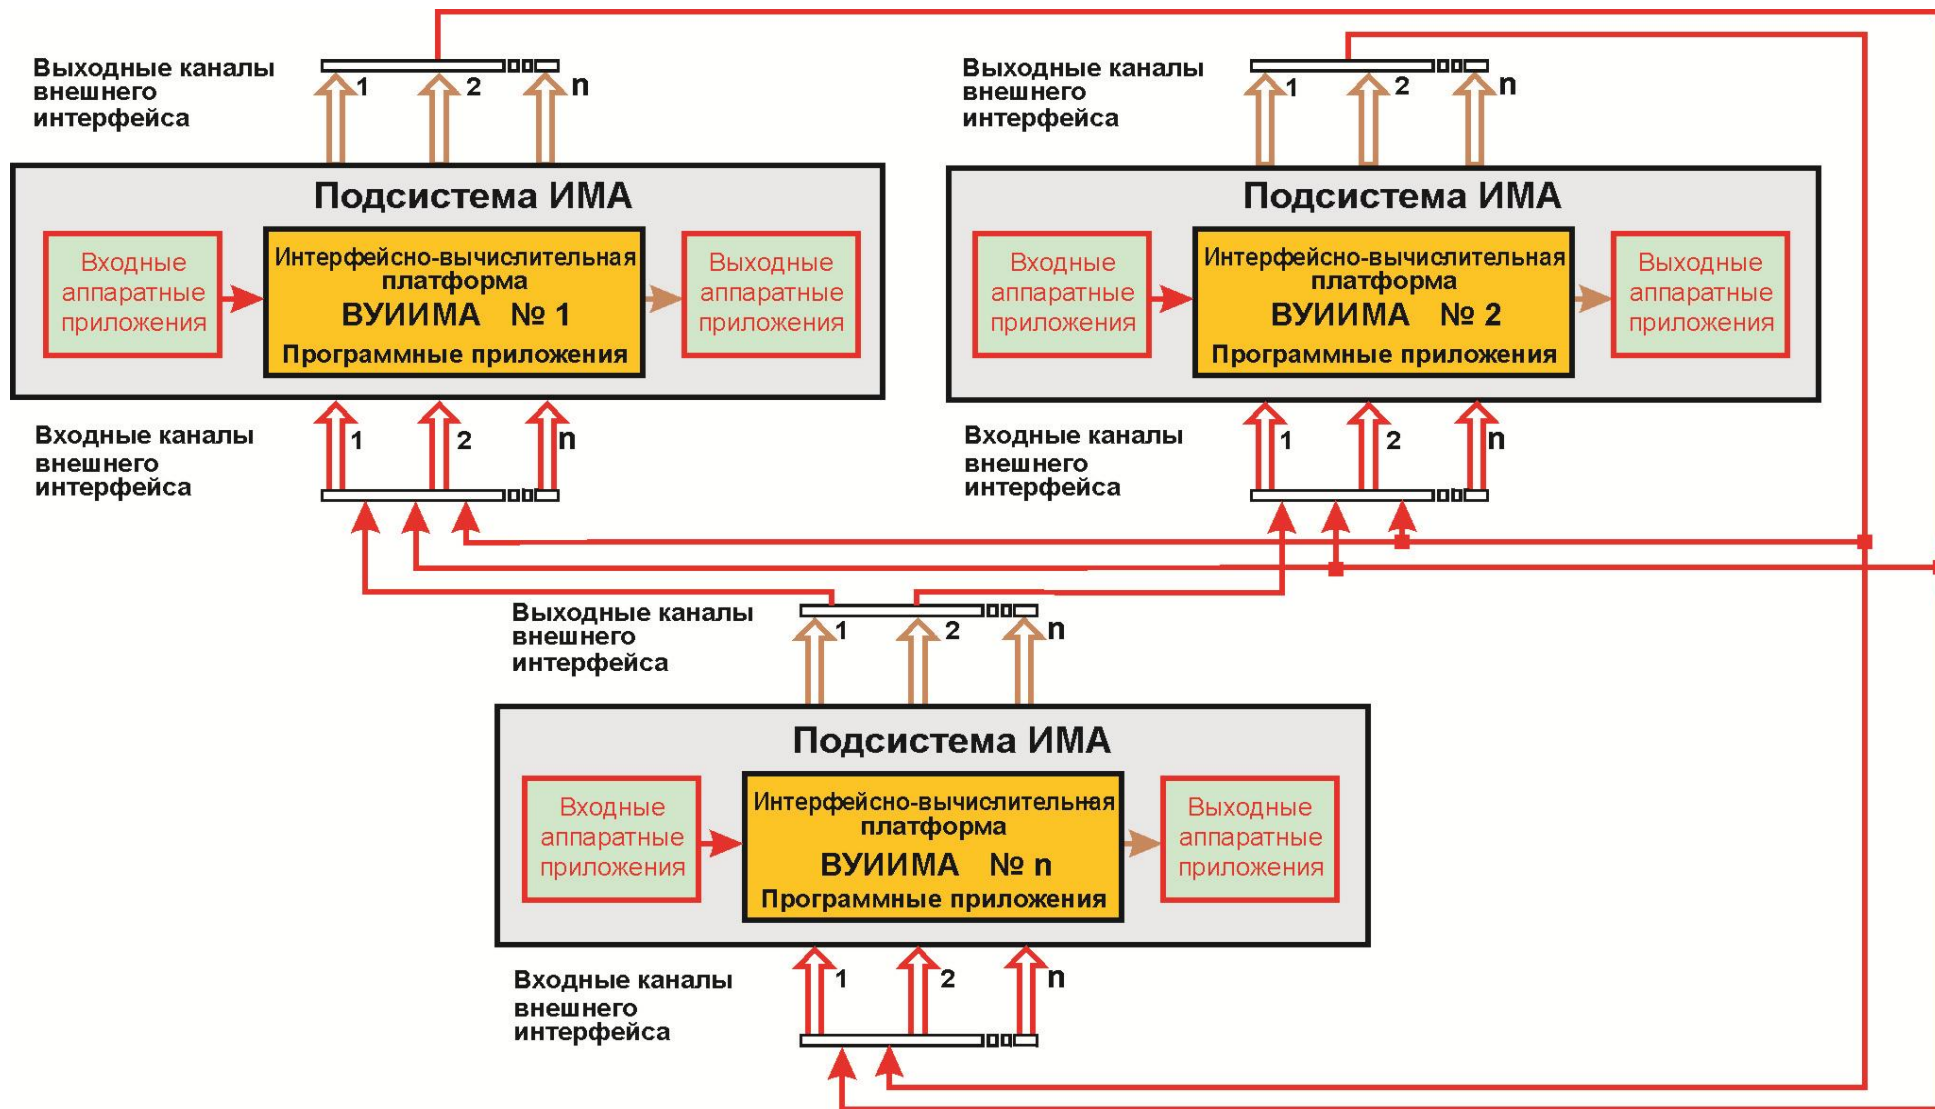 Выходные каналы
внешнего
интерфейса
1
2
n
Подсистема ИМА
Входные
аппаратные
приложения
Интерфейсно-вычислительная
платформа
ВУИИМА № 1
Программные приложения
Выходные
аппаратные
приложения
Входные каналы
внешнего
интерфейса
1
2
n
Выходные каналы
внешнего
интерфейса
1
2
n
Подсистема ИМА
Входные
аппаратные
приложения
Интерфейсно-вычислительная
платформа
ВУИИМА № 2
Программные приложения
Выходные
аппаратные
приложения
Входные каналы
внешнего
интерфейса
1
2
n
Выходные каналы
внешнего
интерфейса
1
2
n
Подсистема ИМА
Входные
аппаратные
приложения
Интерфейсно-вычислительная
платформа
ВУИИМА № n
Программные приложения
Выходные
аппаратные
приложения
Входные каналы
внешнего
интерфейса
1
2
n